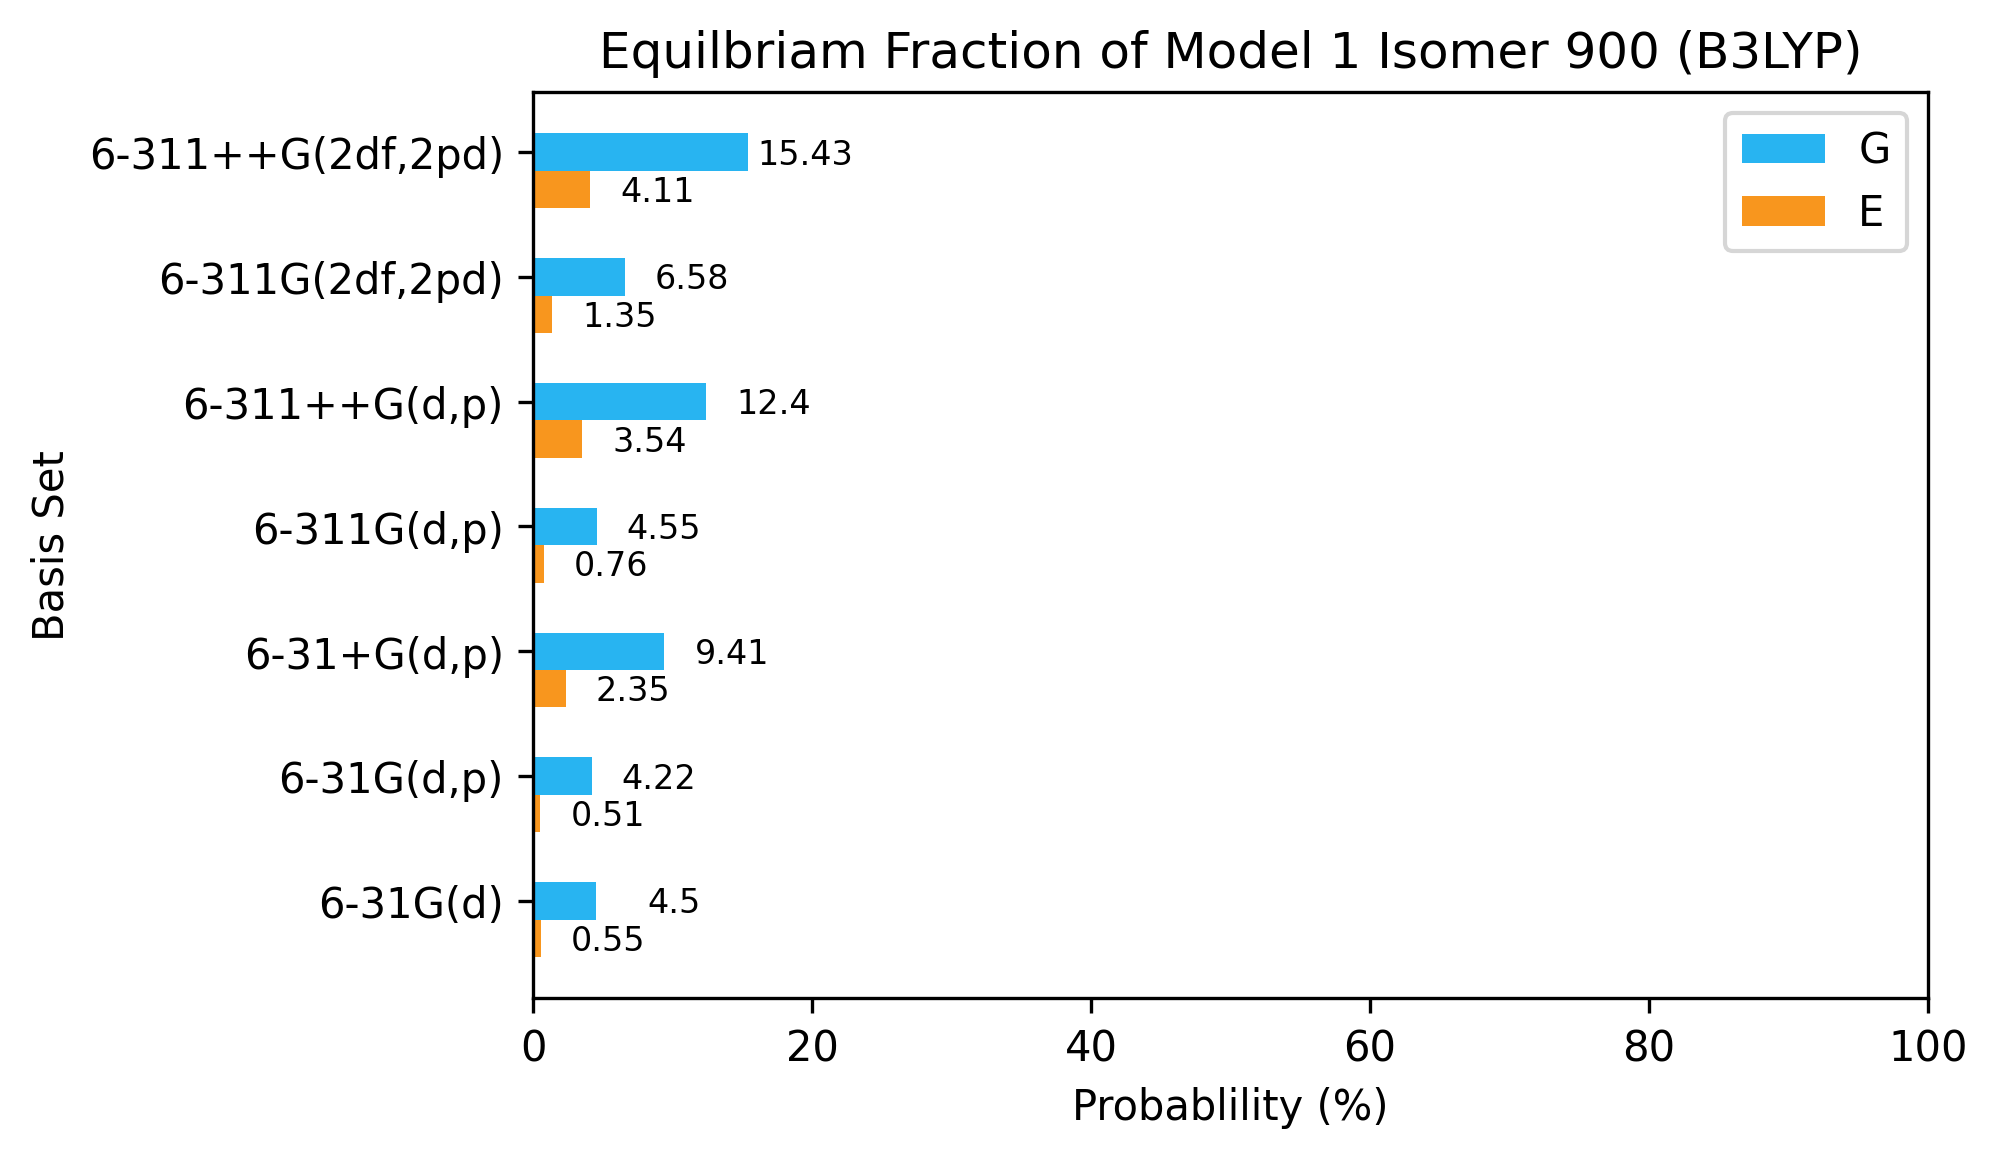 Equilbriam Fraction of Model 1 Isomer 900 (B3LYP)
G
E
6-311++G(2df,2pd)
15.43
4.11
6-311G(2df,2pd)
6.58
1.35
6-311++G(d,p)
12.4
3.54
6-311G(d,p)
4.55
0.76
6-31+G(d,p)
9.41
2.35
6-31G(d,p)
4.22
0.51
6-31G(d)
4.5
0.55
Basis Set
0 20 40 60 80 100
Probablility (%)